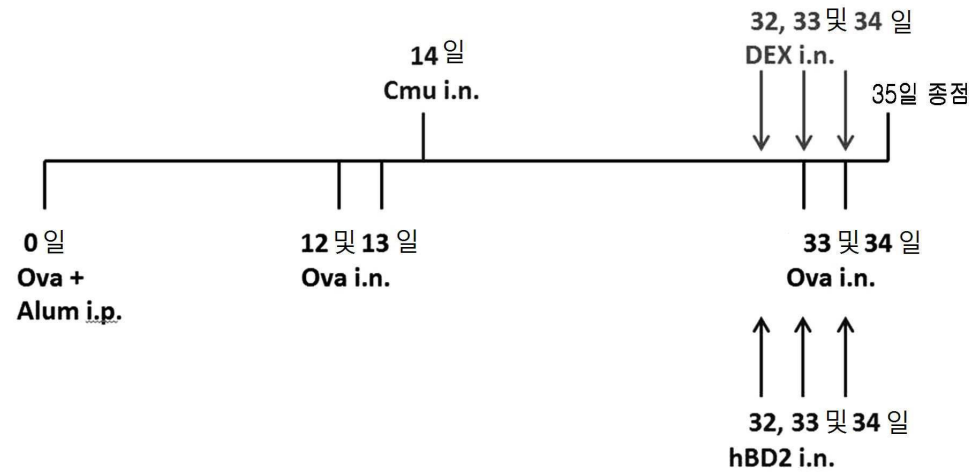 32, 33 및 34 일
DEX i.n.
14 일
Cmu i.n.
35일 종점
0 일
Ova +
Alum i.p.
12 및 13 일
Ova i.n.
33 및 34 일
Ova i.n.
32, 33 및 34 일
hBD2 i.n.